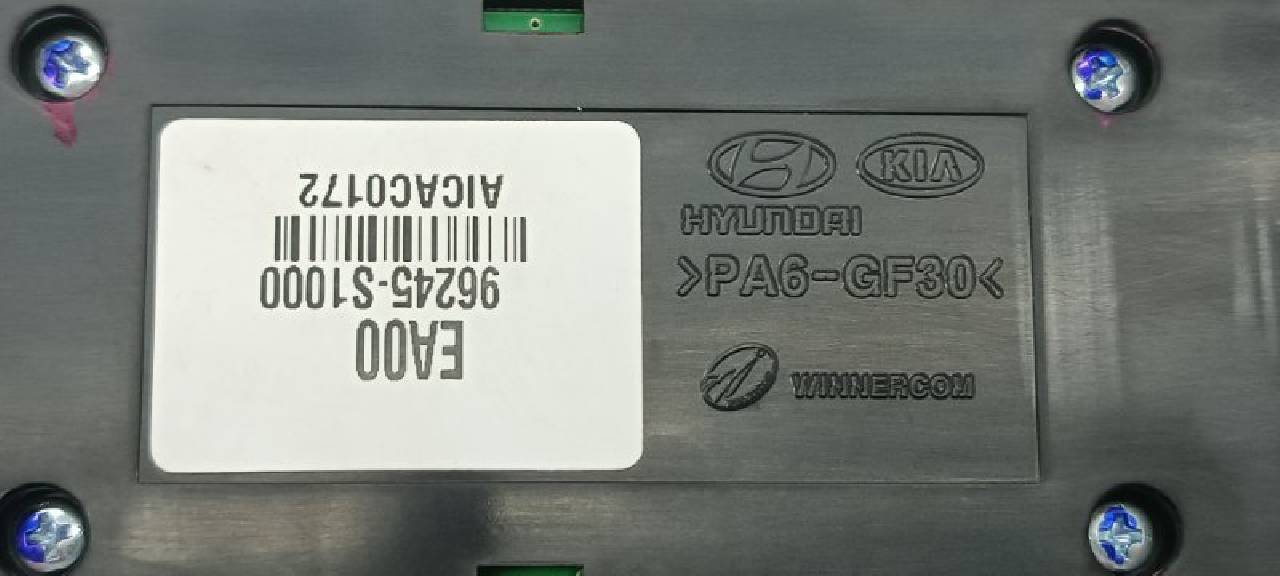 EA00
96245-S1000
AICAC0172
KIA
HYUNDAI
>PA6-GF30<
WINNERCOM